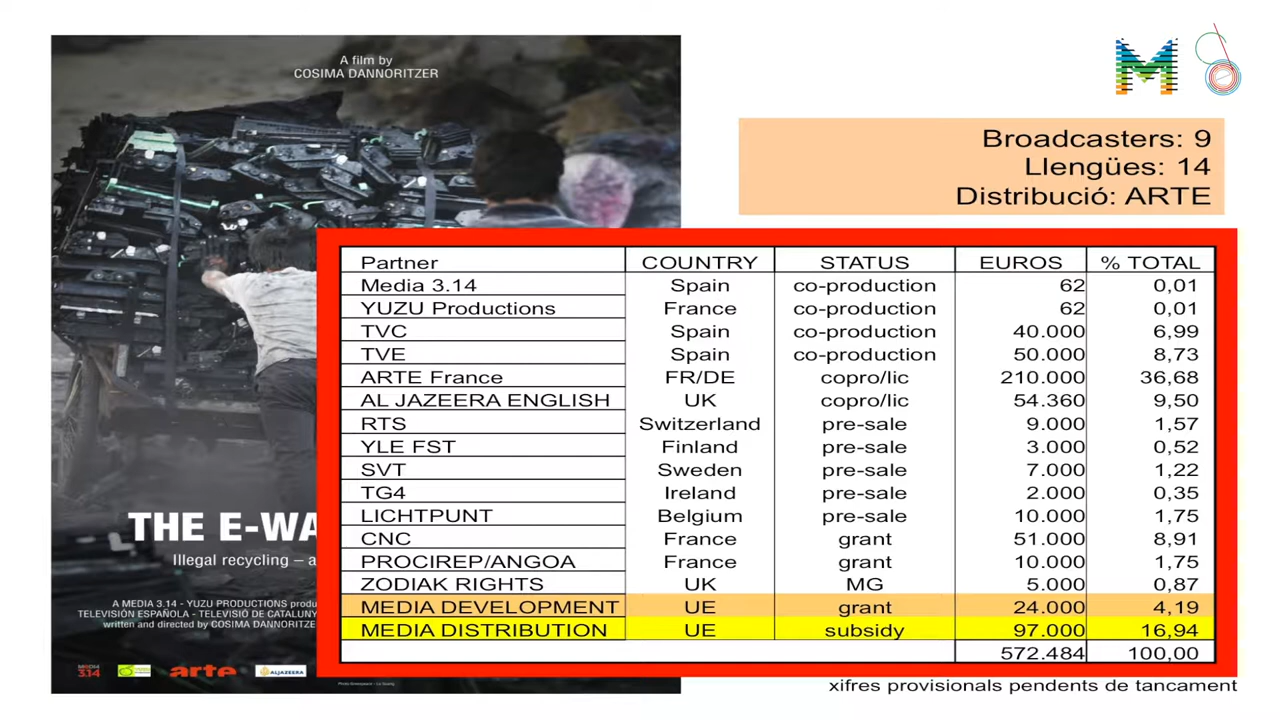 A film by
COSIMA DANNORITZER
Broadcasters: 9
Llengües: 14
Distribució: ARTE
Partner COUNTRY STATUS EUROS % TOTAL
Media 3.14 Spain co-production 62 0,01
YUZU Productions France co-production 62 0,01
TVC Spain co-production 40.000 6,99
TVE Spain co-production 50.000 8,73
ARTE France FR/DE copro/lic 210.000 36,68
AL JAZEERA ENGLISH UK copro/lic 54.360 9,50
RTS Switzerland pre-sale 9.000 1,57
YLE FST Finland pre-sale 3.000 0,52
SVT Sweden pre-sale 7.000 1,22
TG4 Ireland pre-sale 2.000 0,35
LICHTPUNT Belgium pre-sale 10.000 1,75
CNC France grant 51.000 8,91
PROCIREP/ANGOA France grant 10.000 1,75
ZODIAK RIGHTS UK MG 5.000 0,87
MEDIA DEVELOPMENT UE grant 24.000 4,19
MEDIA DISTRIBUTION UE subsidy 97.000 16,94
572.484 100,00
THE E-WA
Illegal recycling – a
A MEDIA 3.14 - YUZU PRODUCTIONS produ
TELEVISIÓN ESPAÑOLA - TELEVISIÓ DE CATALUNY
written and directed by COSIMA DANNORITZER
MEDIA 3.14
arte
ALJAZEERA
xifres provisionals pendents de tancament